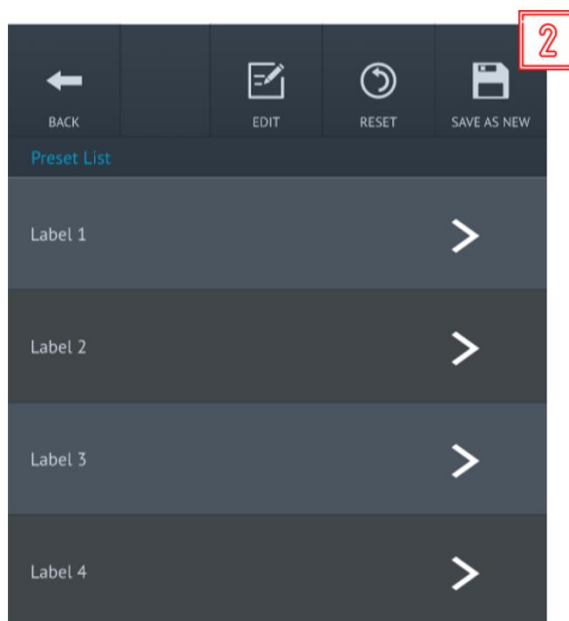 2
BACK EDIT RESET SAVE AS NEW
Preset List
Label 1
Label 2
Label 3
Label 4